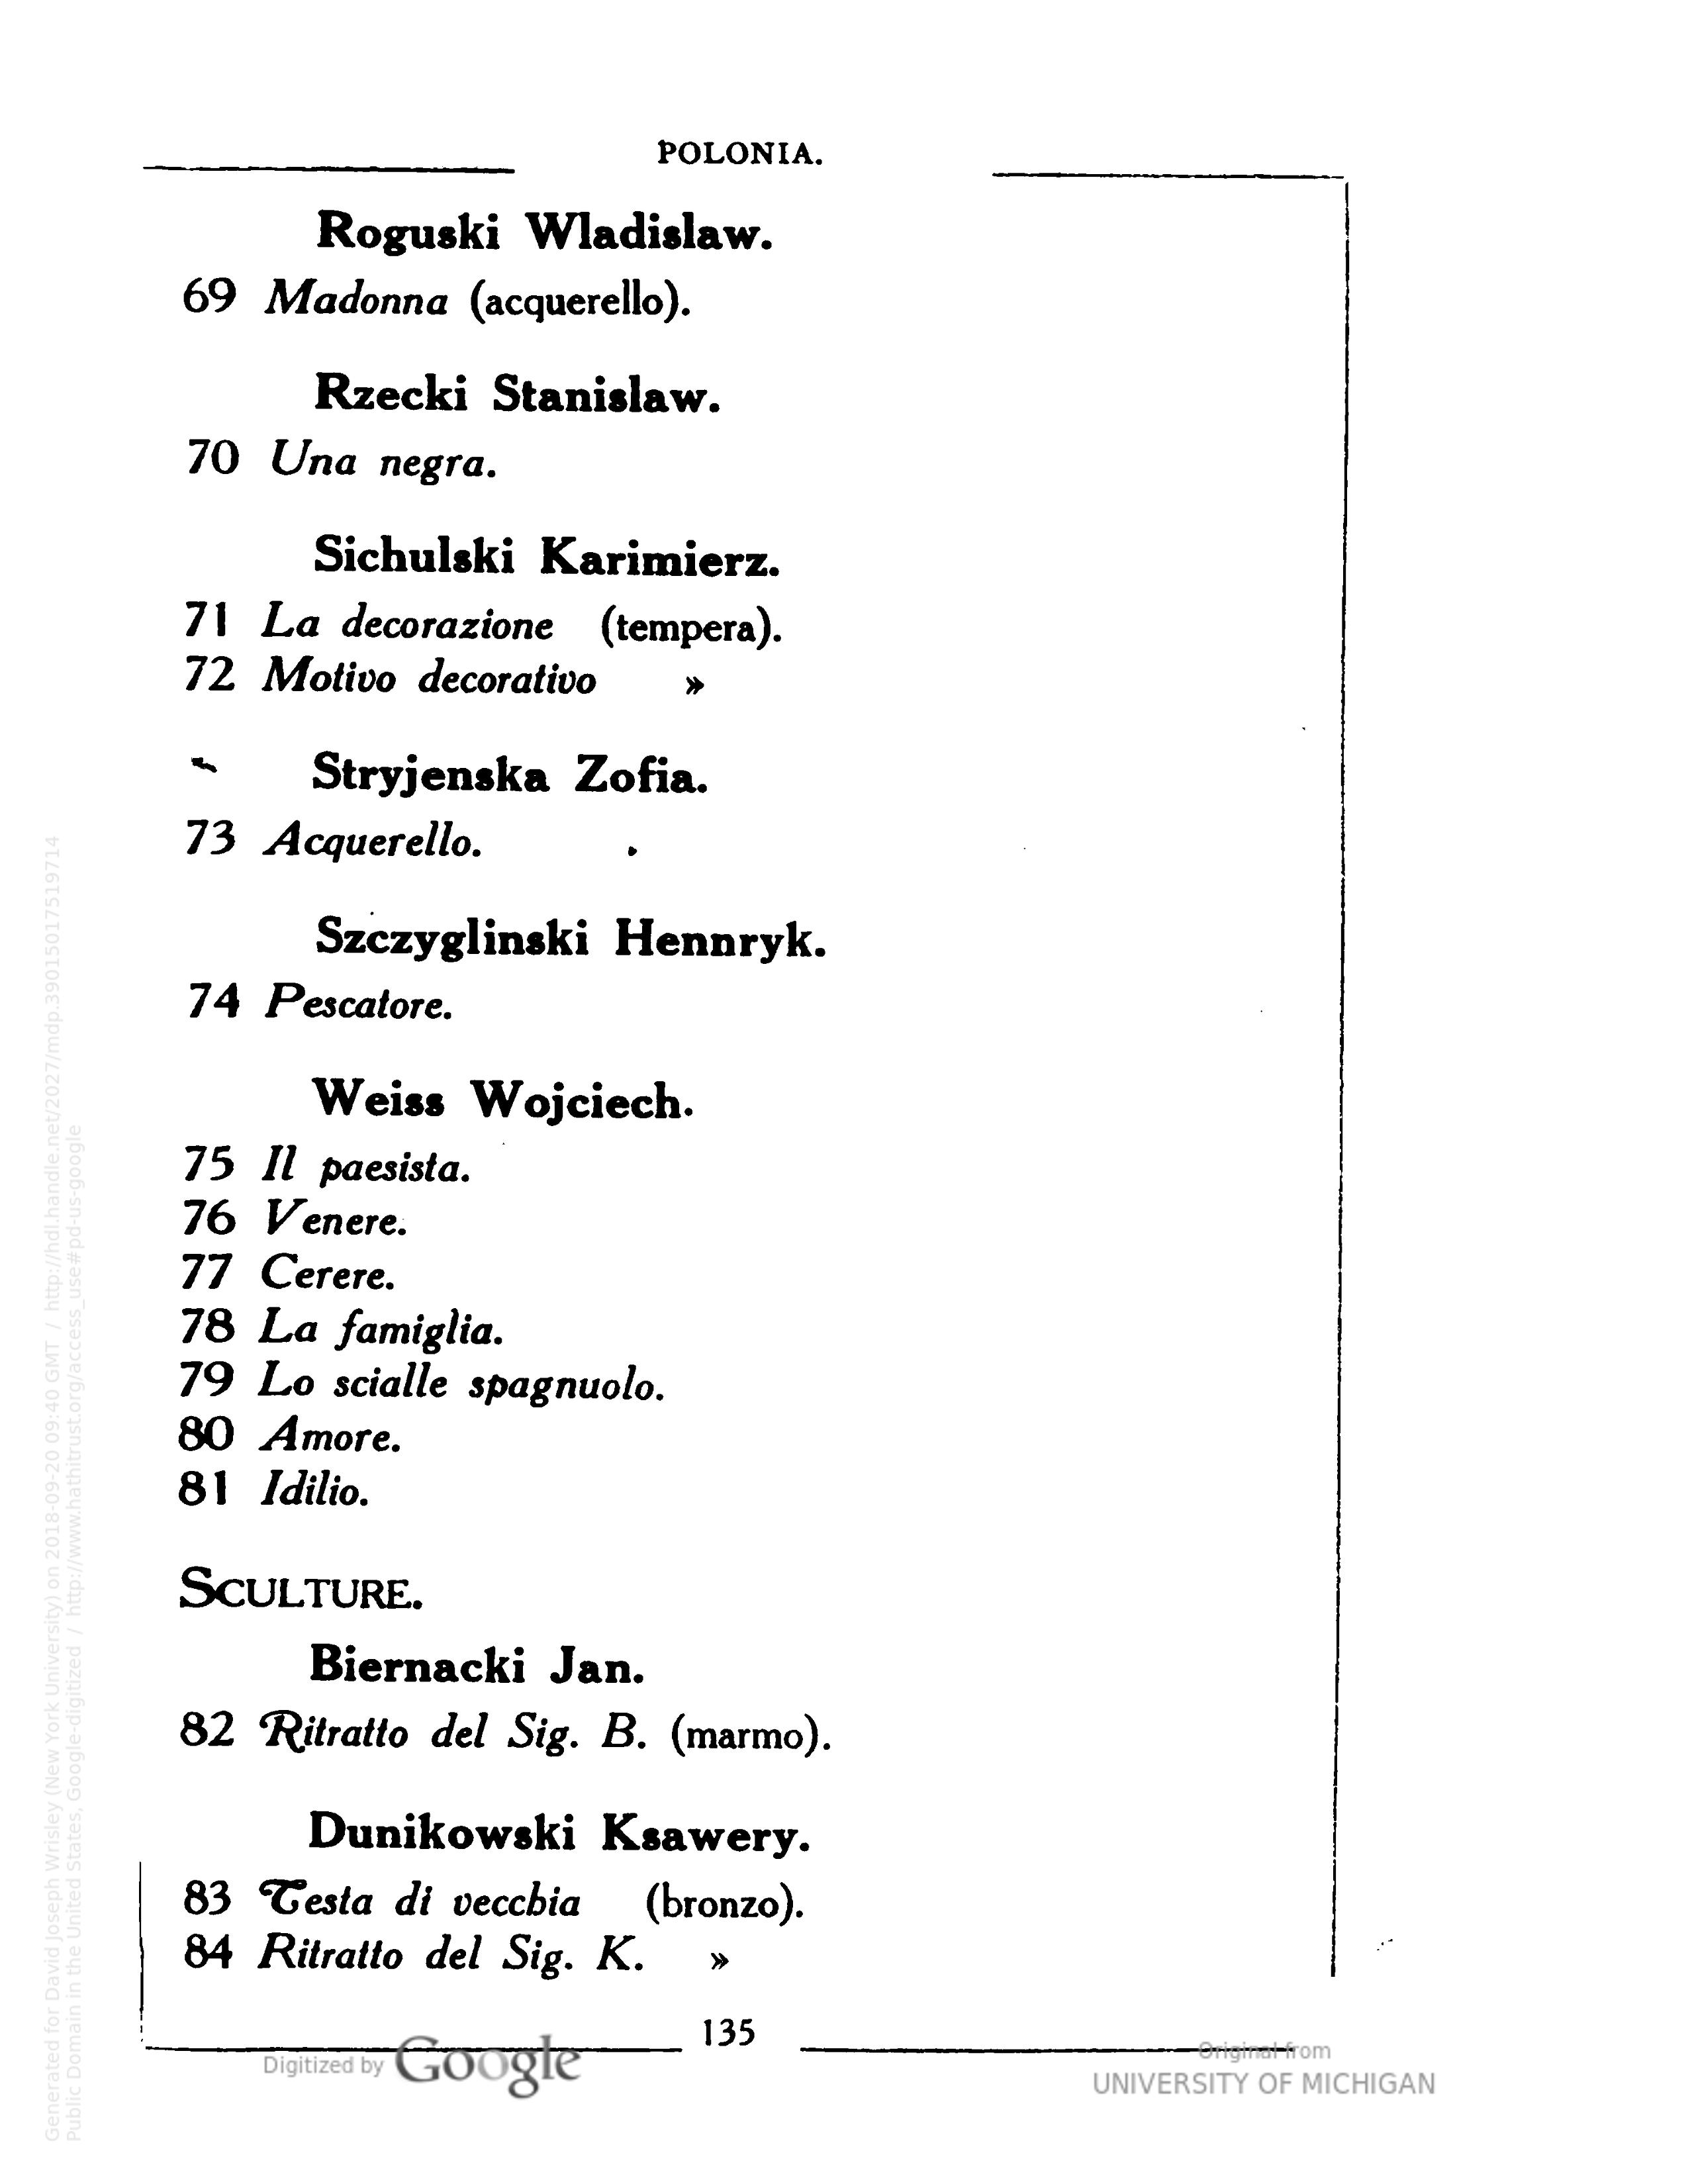 POLONIA.
Roguski Wladislaw.
69 Madonna (acquerello).
Rzecki Stanislaw.
70 Una negra.
Sichulski Karimierz.
71 La decorazione (tempera).
72 Motivo decorativo »
Stryjenska Zofia.
73 Acquerello.
Szczyglinski Hennryk.
74 Pescatore.
Weiss Wojciech.
75 Il paesista.
76 Venere.
77 Cerere.
78 La famiglia.
79 Lo scialle spagnuolo.
80 Amore.
81 Idilio.
SCULTURE.
Biernacki Jan.
82 Ritratto del Sig. B. (marmo).
Dunikowski Ksawery.
83 Testa di vecchia (bronzo).
84 Ritratto del Sig. K. »
135
Digitized by Google
Original from
UNIVERSITY OF MICHIGAN
Generated for David Joseph Wrisley (New York University) on 2018-09-20 09:40 GMT / http://hdl.handle.net/2027/mdp.39015017519714
Public Domain in the United States, Google-digitized / http://www.hathitrust.org/access_use#pd-us-google